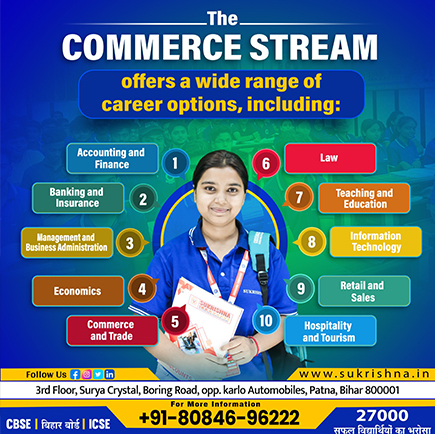 The
COMMERCE STREAM
offers a wide range of
career options, including:
Accounting and
Finance
1
Banking and
Insurance
2
Management and
Business Administration
3
Economics
4
Commerce
and Trade
5
6
Law
7
Teaching and
Education
8
Information
Technology
9
Retail and
Sales
10
Hospitality
and Tourism
SUKRISHNA
Follow Us
www.sukrishna.in
3rd Floor, Surya Crystal, Boring Road, opp. karlo Automobiles, Patna, Bihar 800001
For More Information
CBSE | बिहार बोर्ड | ICSE
+91-80846-96222
27000
सफल विद्यार्थियों का भरोसा